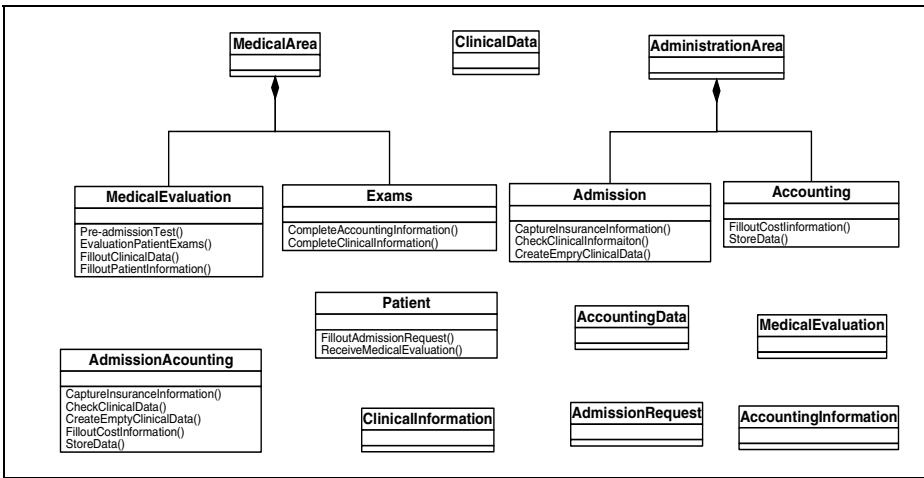 MedicalArea
ClinicalData
AdministrationArea
MedicalEvaluation
Pre-admissionTest()
EvaluationPatientExams()
FilloutClinicalData()
FilloutPatientInformation()
Exams
CompleteAccountingInformation()
CompleteClinicalInformation()
Admission
CaptureInsuranceInformation()
CheckClinicalInformaiton()
CreateEmpryClinicalData()
Accounting
FilloutCostIinformation()
StoreData()
Patient
FilloutAdmissionRequest()
ReceiveMedicalEvaluation()
AccountingData
MedicalEvaluation
AdmissionAcounting
CaptureInsuranceInformation()
CheckClinicalData()
CreateEmptyClinicalData()
FilloutCostInformation()
StoreData()
ClinicalInformation
AdmissionRequest
AccountingInformation